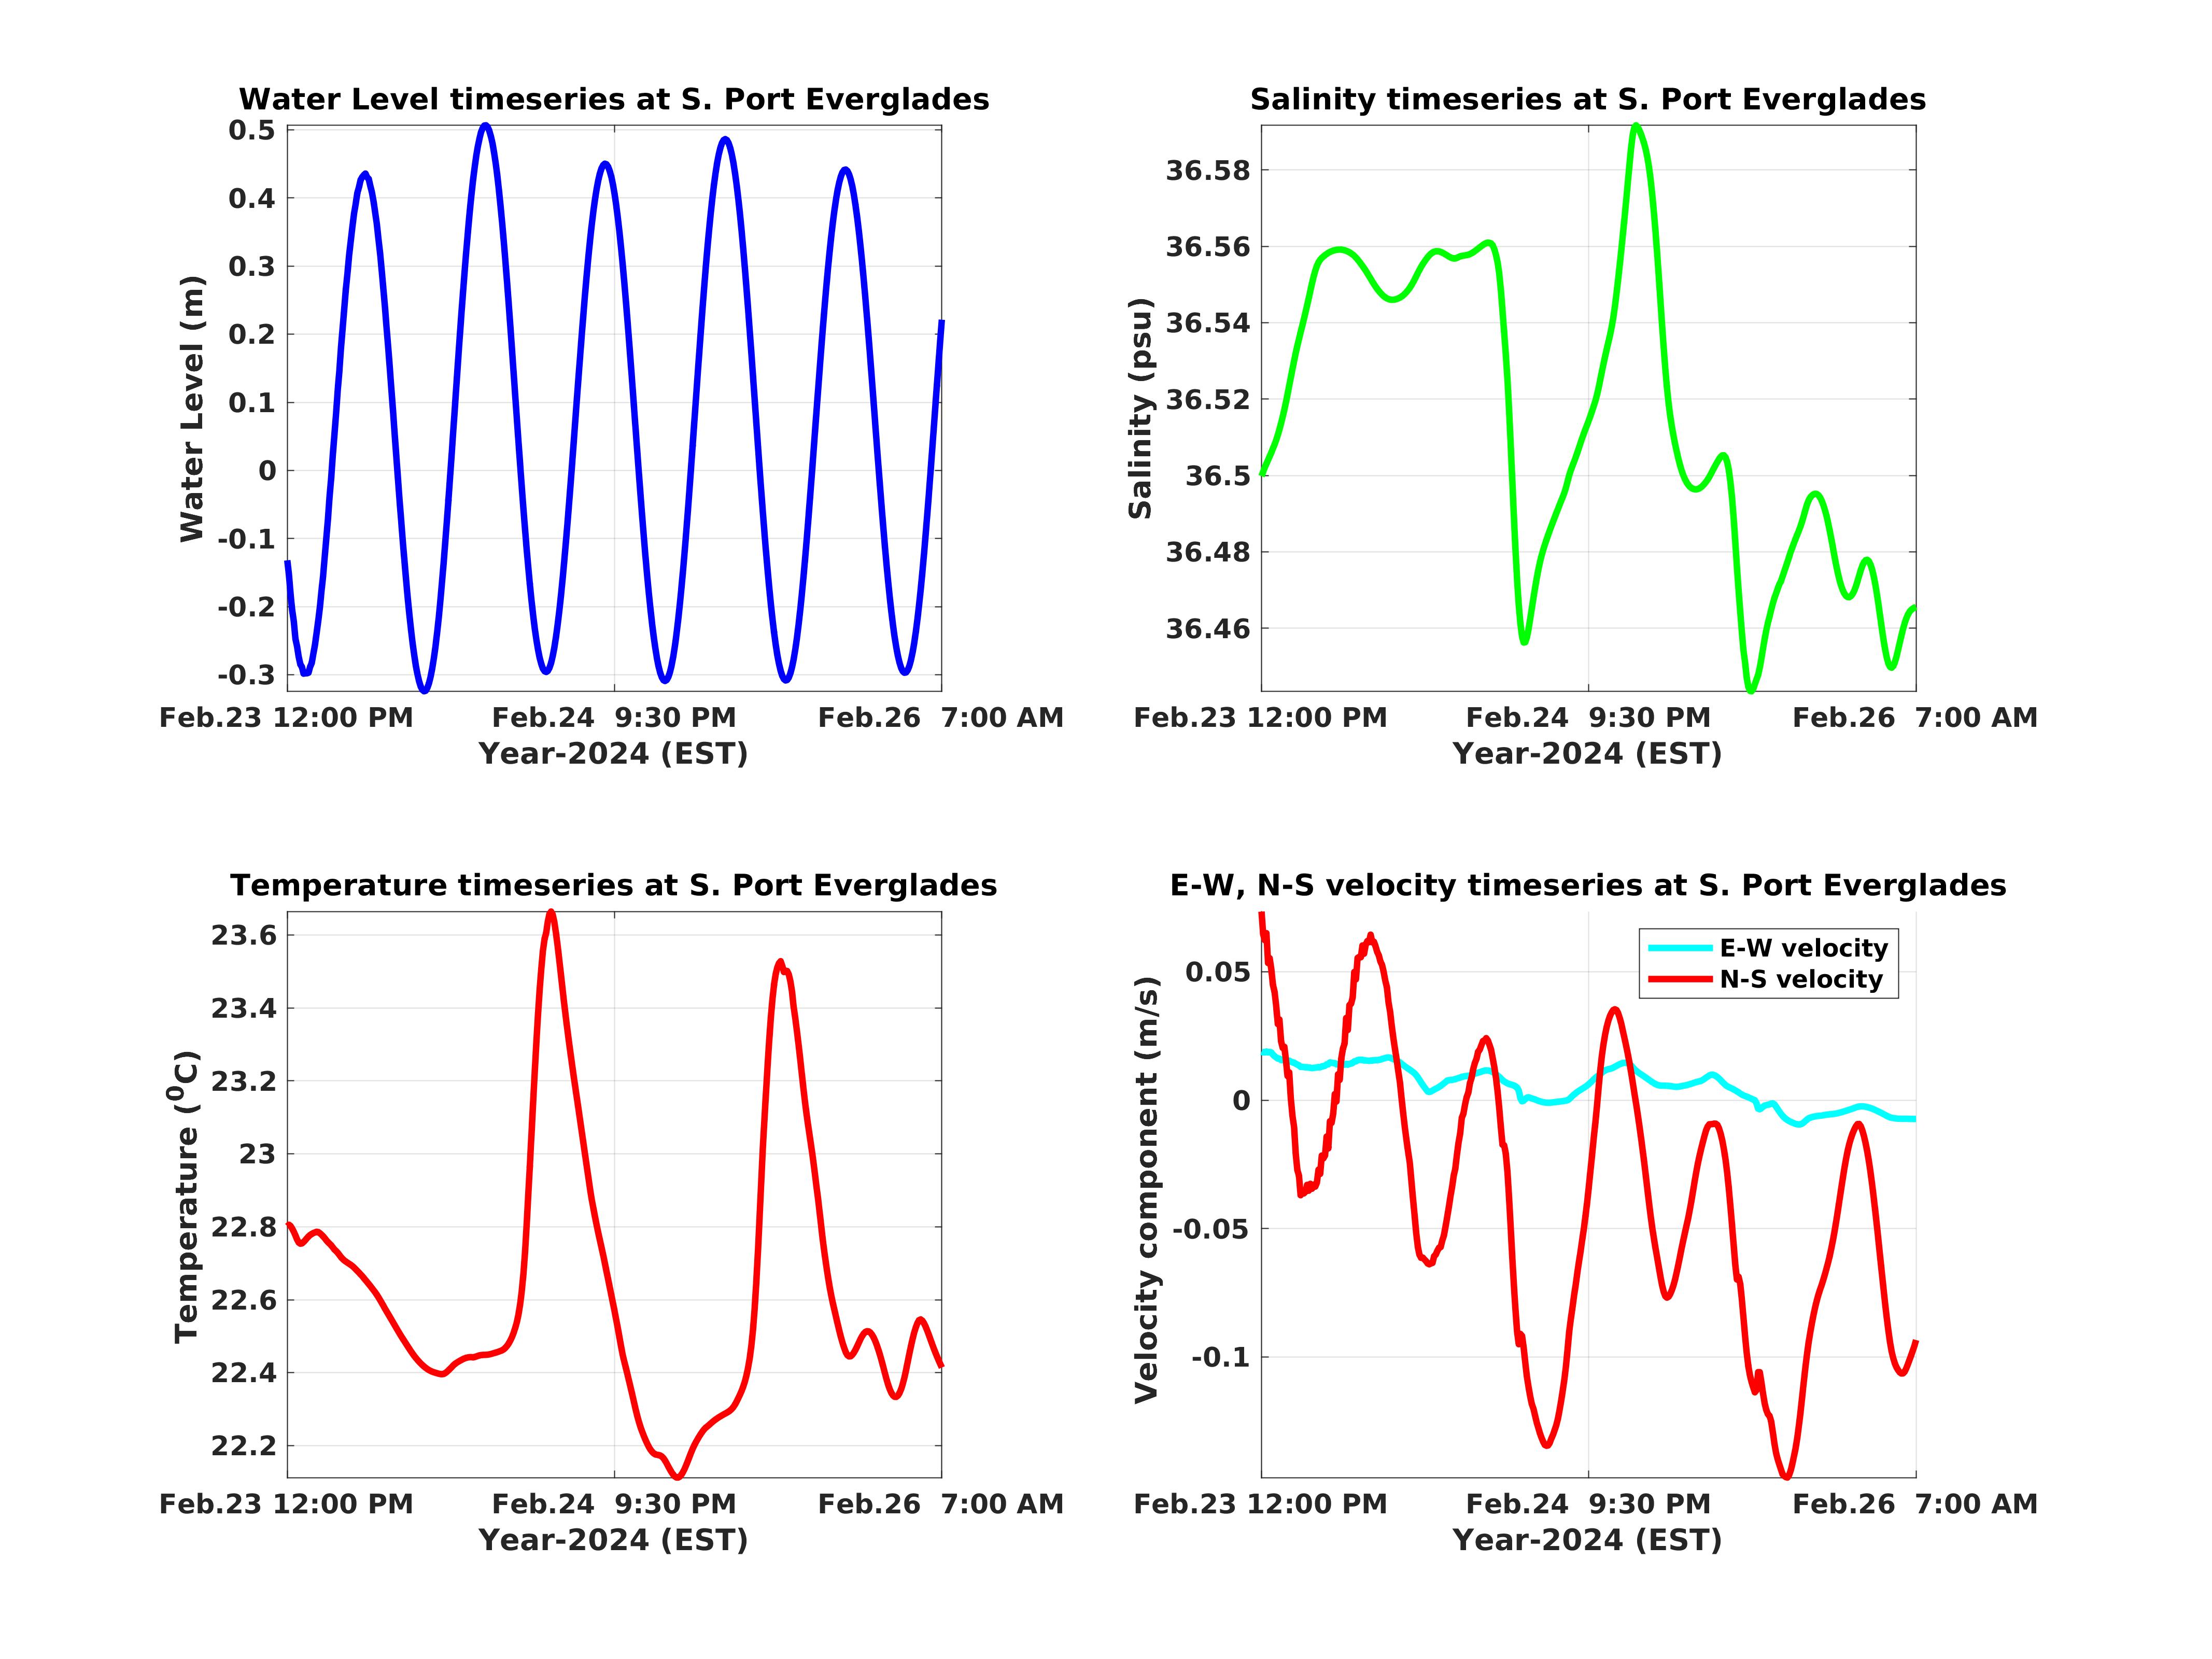 Water Level timeseries at S. Port Everglades
0.5
0.4
0.3
0.2
0.1
0
-0.1
-0.2
-0.3
Water Level (m)
Feb.23 12:00 PM Feb.24 9:30 PM Feb.26 7:00 AM
Year-2024 (EST)
Salinity timeseries at S. Port Everglades
36.58
36.56
36.54
36.52
36.5
36.48
36.46
Salinity (psu)
Feb.23 12:00 PM Feb.24 9:30 PM Feb.26 7:00 AM
Year-2024 (EST)
Temperature timeseries at S. Port Everglades
23.6
23.4
23.2
23
22.8
22.6
22.4
22.2
Temperature (⁰C)
Feb.23 12:00 PM Feb.24 9:30 PM Feb.26 7:00 AM
Year-2024 (EST)
E-W, N-S velocity timeseries at S. Port Everglades
E-W velocity
N-S velocity
0.05
0
-0.05
-0.1
Velocity component (m/s)
Feb.23 12:00 PM Feb.24 9:30 PM Feb.26 7:00 AM
Year-2024 (EST)